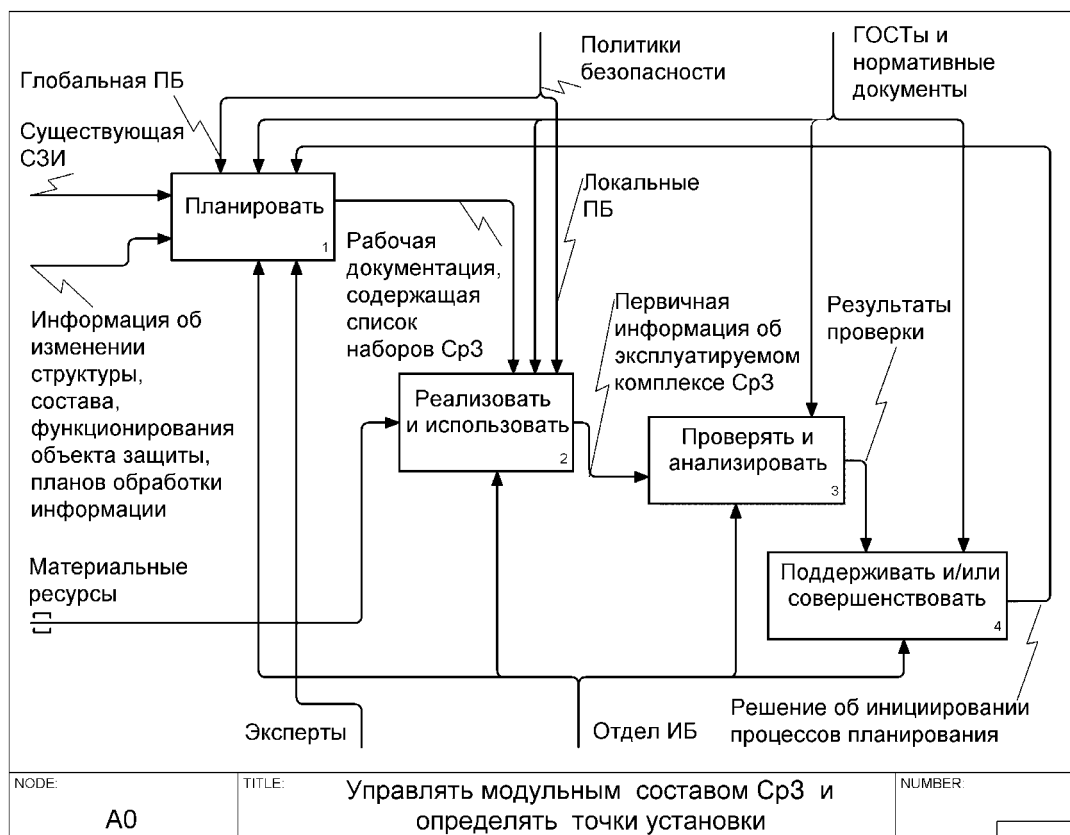 Политики
безопасности
ГОСТы и
нормативные
документы
Глобальная ПБ
Существующая
СЗИ
Планировать
1
Локальные
ПБ
Рабочая
документация,
содержащая
список
наборов СрЗ
Информация об
изменении
структуры,
состава,
функционирования
объекта защиты,
планов обработки
информации
Первичная
информация об
эксплуатируемом
комплексе СрЗ
Результаты
проверки
Реализовать
и использовать
2
Проверять и
анализировать
3
Материальные
ресурсы
Поддерживать и/или
совершенствовать
4
Эксперты
Отдел ИБ
Решение об инициировании
процессов планирования
NODE:
A0
TITLE:
Управлять модульным составом СрЗ и
определять точки установки
NUMBER: